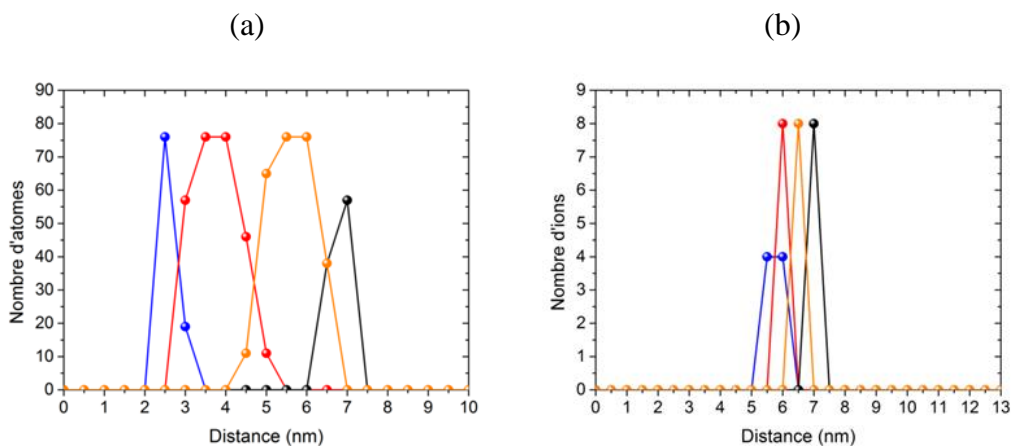 (a)
(b)
90
80
70
60
50
40
30
20
10
0
Nombre d'atomes
0 1 2 3 4 5 6 7 8 9 10
Distance (nm)
9
8
7
6
5
4
3
2
1
0
Nombre d'ions
0 1 2 3 4 5 6 7 8 9 10 11 12 13
Distance (nm)